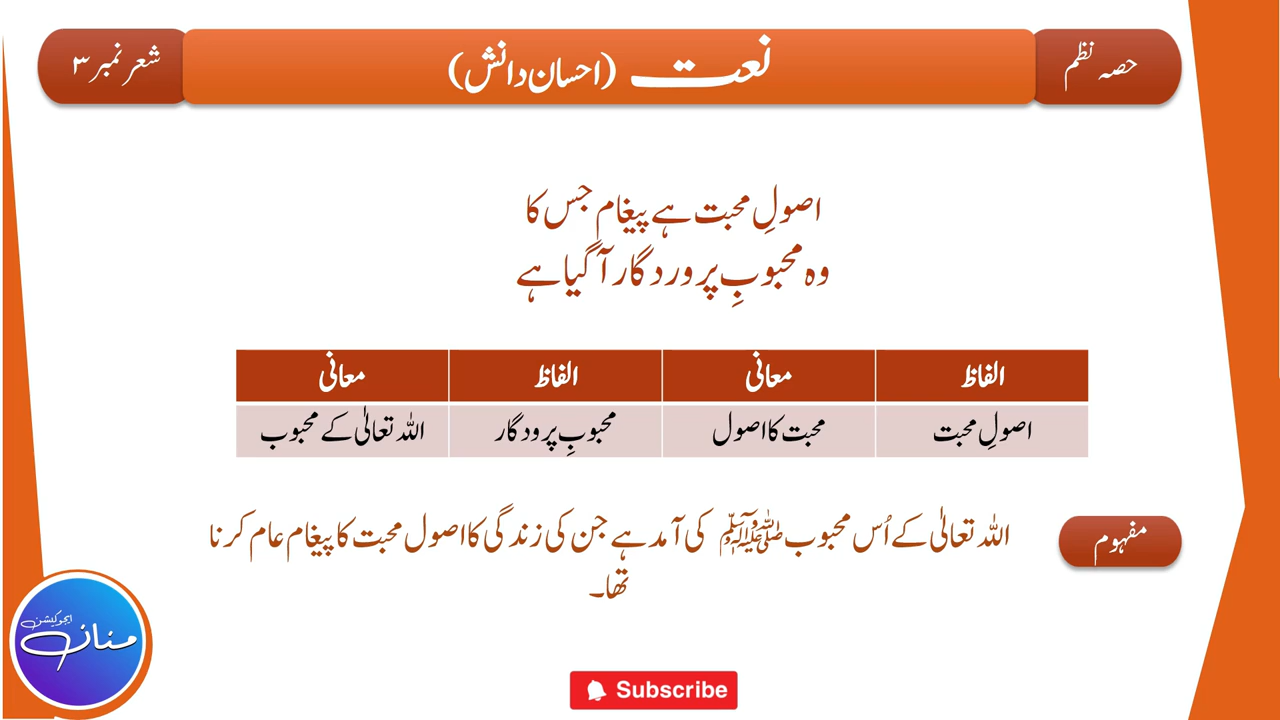 حصہ نظم
نعت (احسان دانش)
شعر نمبر ۳
اصولِ محبت ہے پیغام جس کا
وہ محبوبِ پروردگار آ گیا ہے
الفاظ معانی الفاظ معانی
اصولِ محبت محبت کا اصول محبوبِ پرودگار اللہ تعالیٰ کے محبوب
مفہوم
اللہ تعالیٰ کے اُس محبوب ﷺ کی آمد ہے جن کی زندگی کا اصول محبت کا پیغام عام کرنا
تھا۔
ایجوکیشن
منان
Subscribe